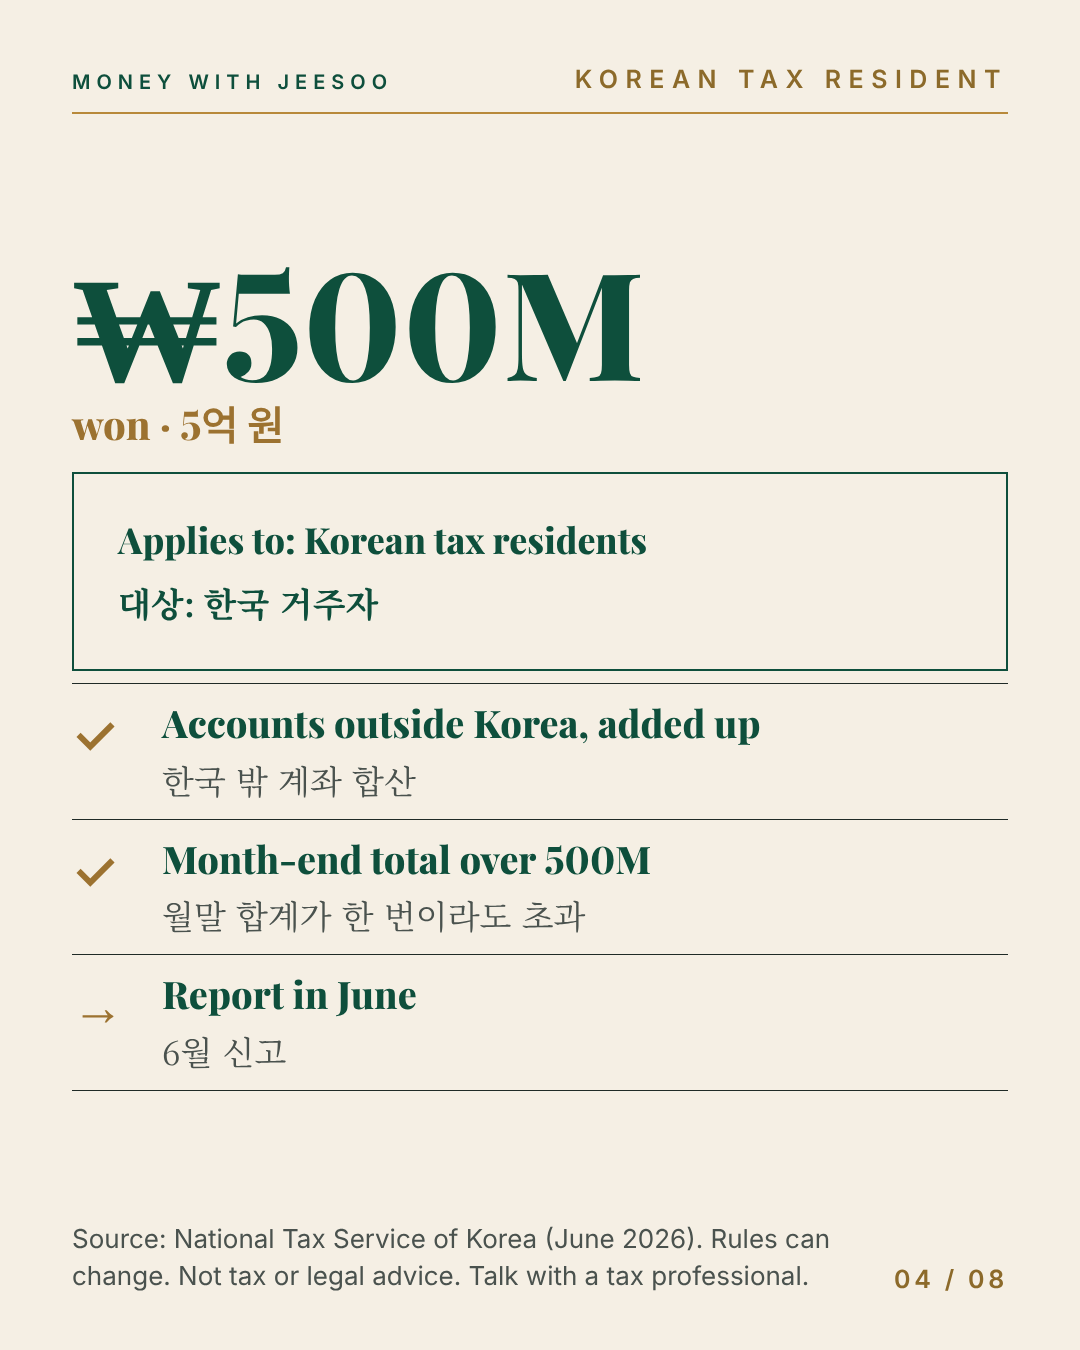 MONEY WITH JEESOO
KOREAN TAX RESIDENT
₩500M
won · 5억 원
Applies to: Korean tax residents
대상: 한국 거주자
✓ Accounts outside Korea, added up
한국 밖 계좌 합산
✓ Month-end total over 500M
월말 합계가 한 번이라도 초과
→ Report in June
6월 신고
Source: National Tax Service of Korea (June 2026). Rules can
change. Not tax or legal advice. Talk with a tax professional.
04 / 08